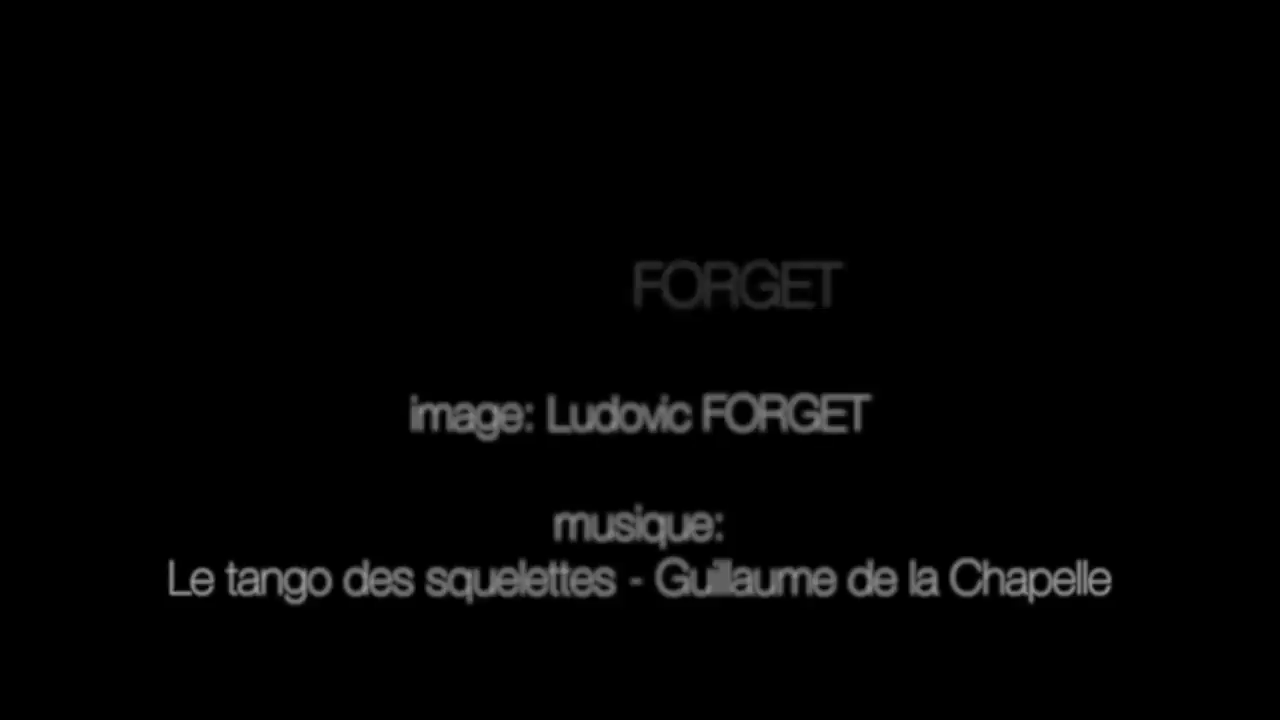 FORGET
image: Ludovic FORGET
musique:
Le tango des squelettes - Guillaume de la Chapelle